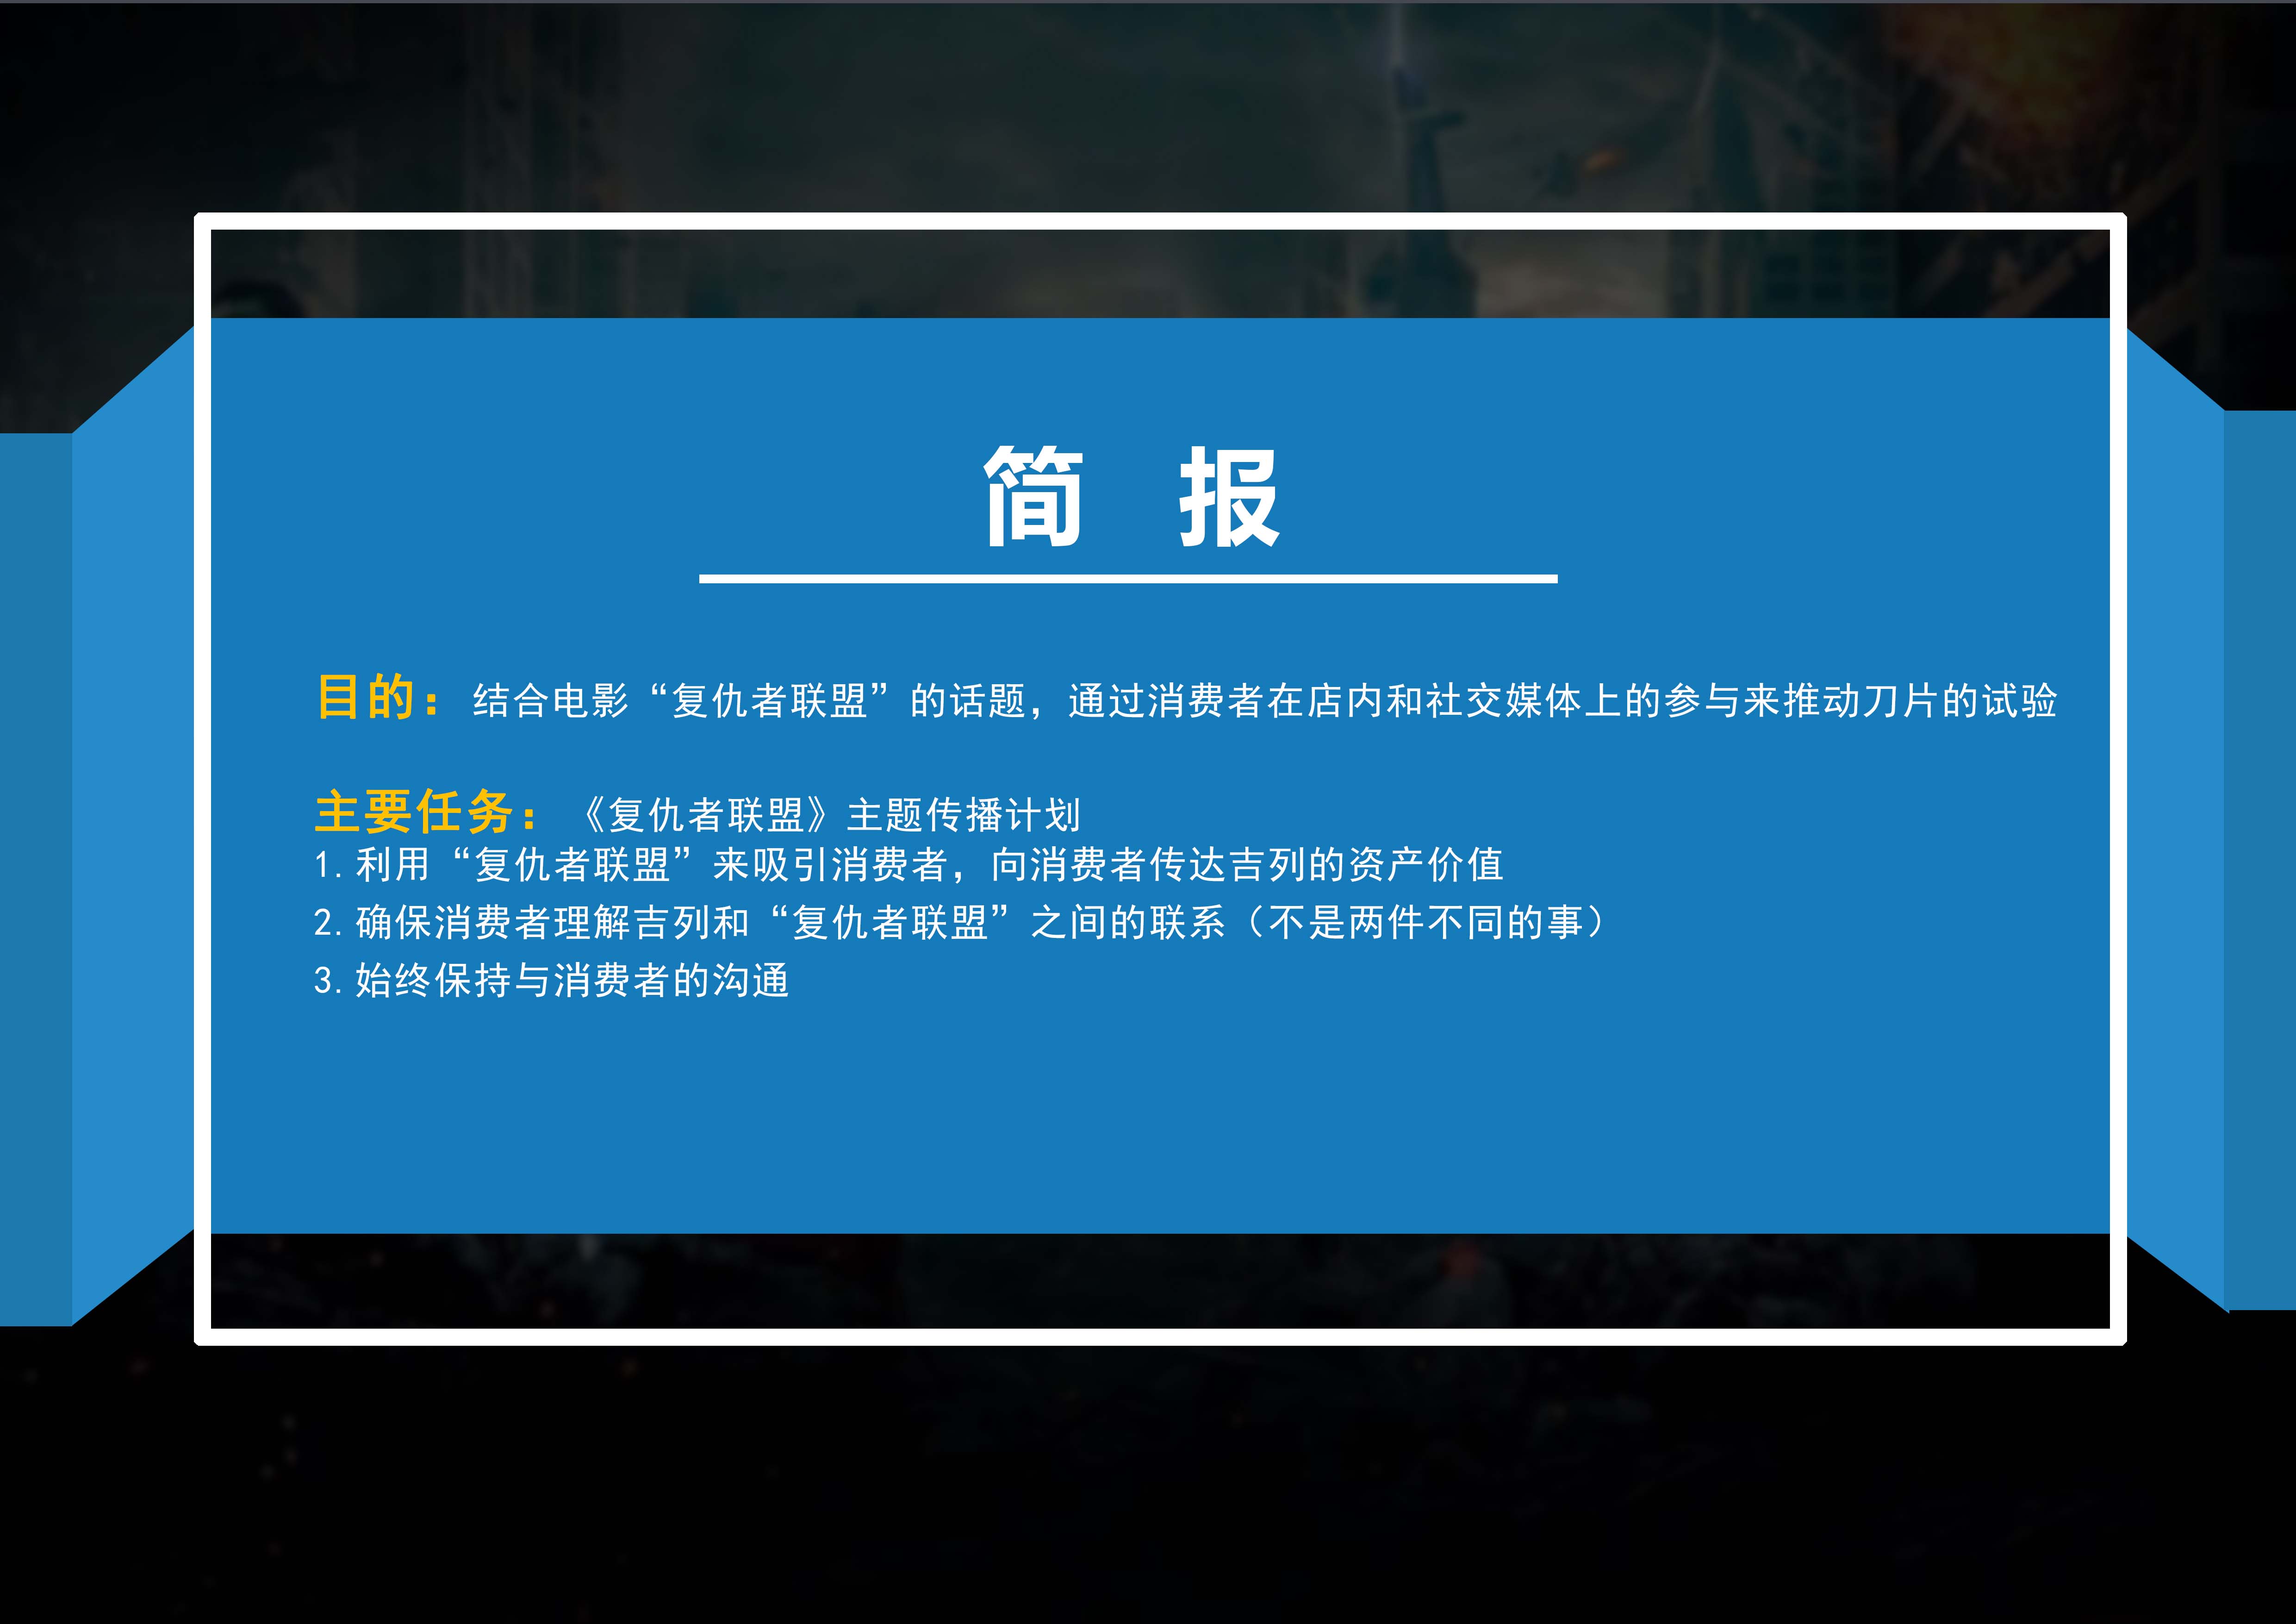 简 报
目的：结合电影“复仇者联盟”的话题，通过消费者在店内和社交媒体上的参与来推动刀片的试验
主要任务：《复仇者联盟》主题传播计划
1.利用“复仇者联盟”来吸引消费者，向消费者传达吉列的资产价值
2.确保消费者理解吉列和“复仇者联盟”之间的联系（不是两件不同的事）
3.始终保持与消费者的沟通